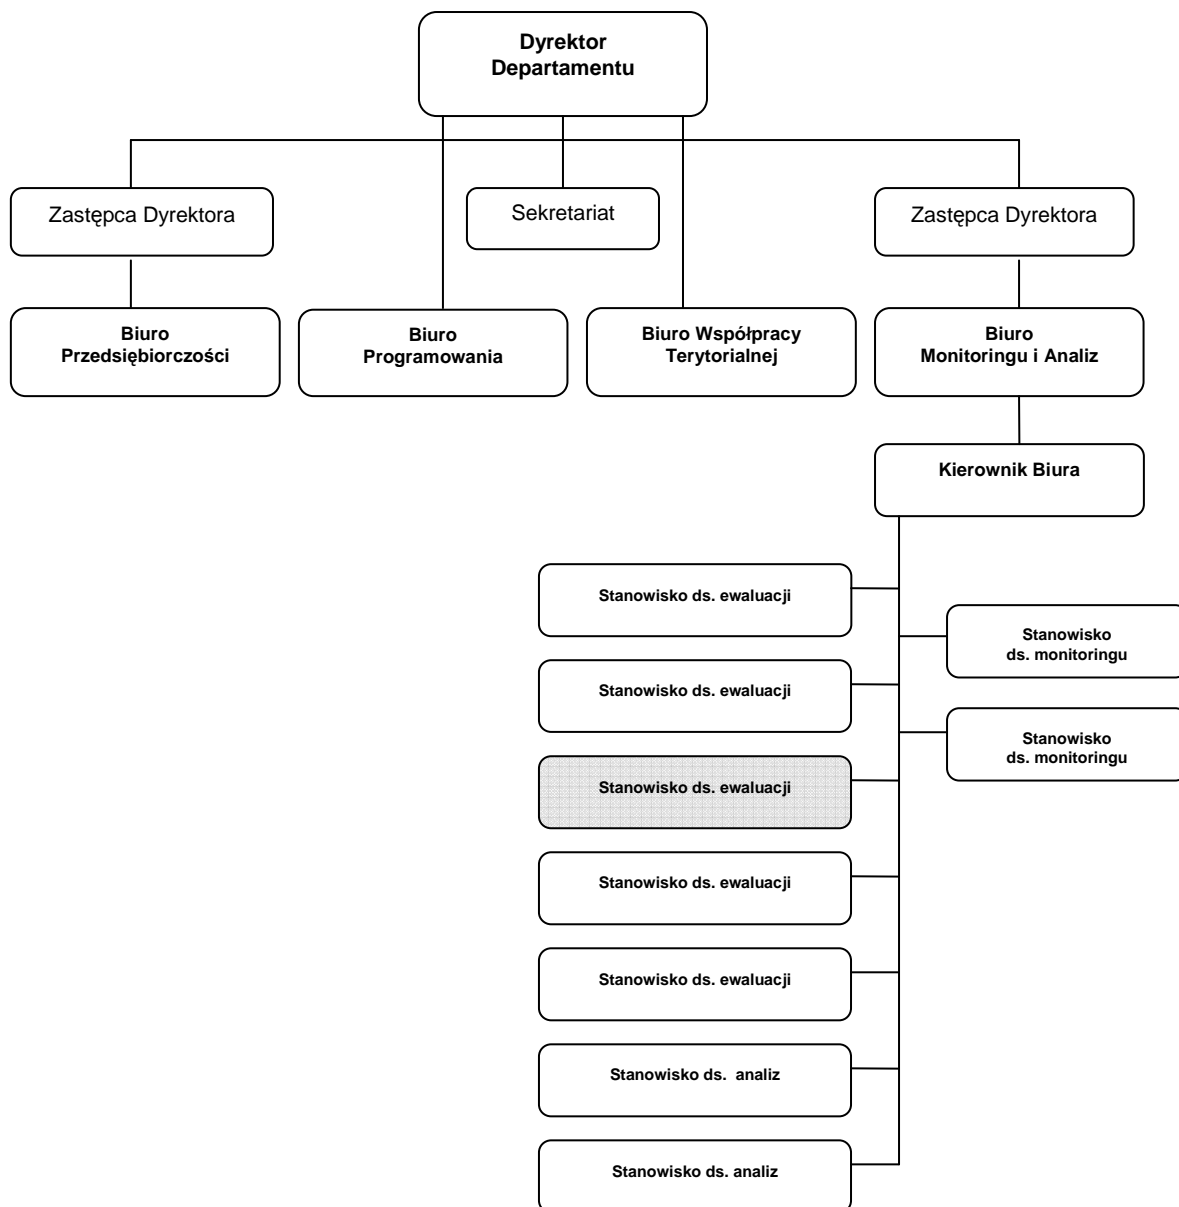 Dyrektor
Departamentu
Zastępca Dyrektora
Sekretariat
Zastępca Dyrektora
Biuro
Przedsiębiorczości
Biuro
Programowania
Biuro Współpracy
Terytorialnej
Biuro
Monitoringu i Analiz
Kierownik Biura
Stanowisko ds. ewaluacji
Stanowisko
ds. monitoringu
Stanowisko ds. ewaluacji
Stanowisko
ds. monitoringu
Stanowisko ds. ewaluacji
Stanowisko ds. ewaluacji
Stanowisko ds. ewaluacji
Stanowisko ds. analiz
Stanowisko ds. analiz